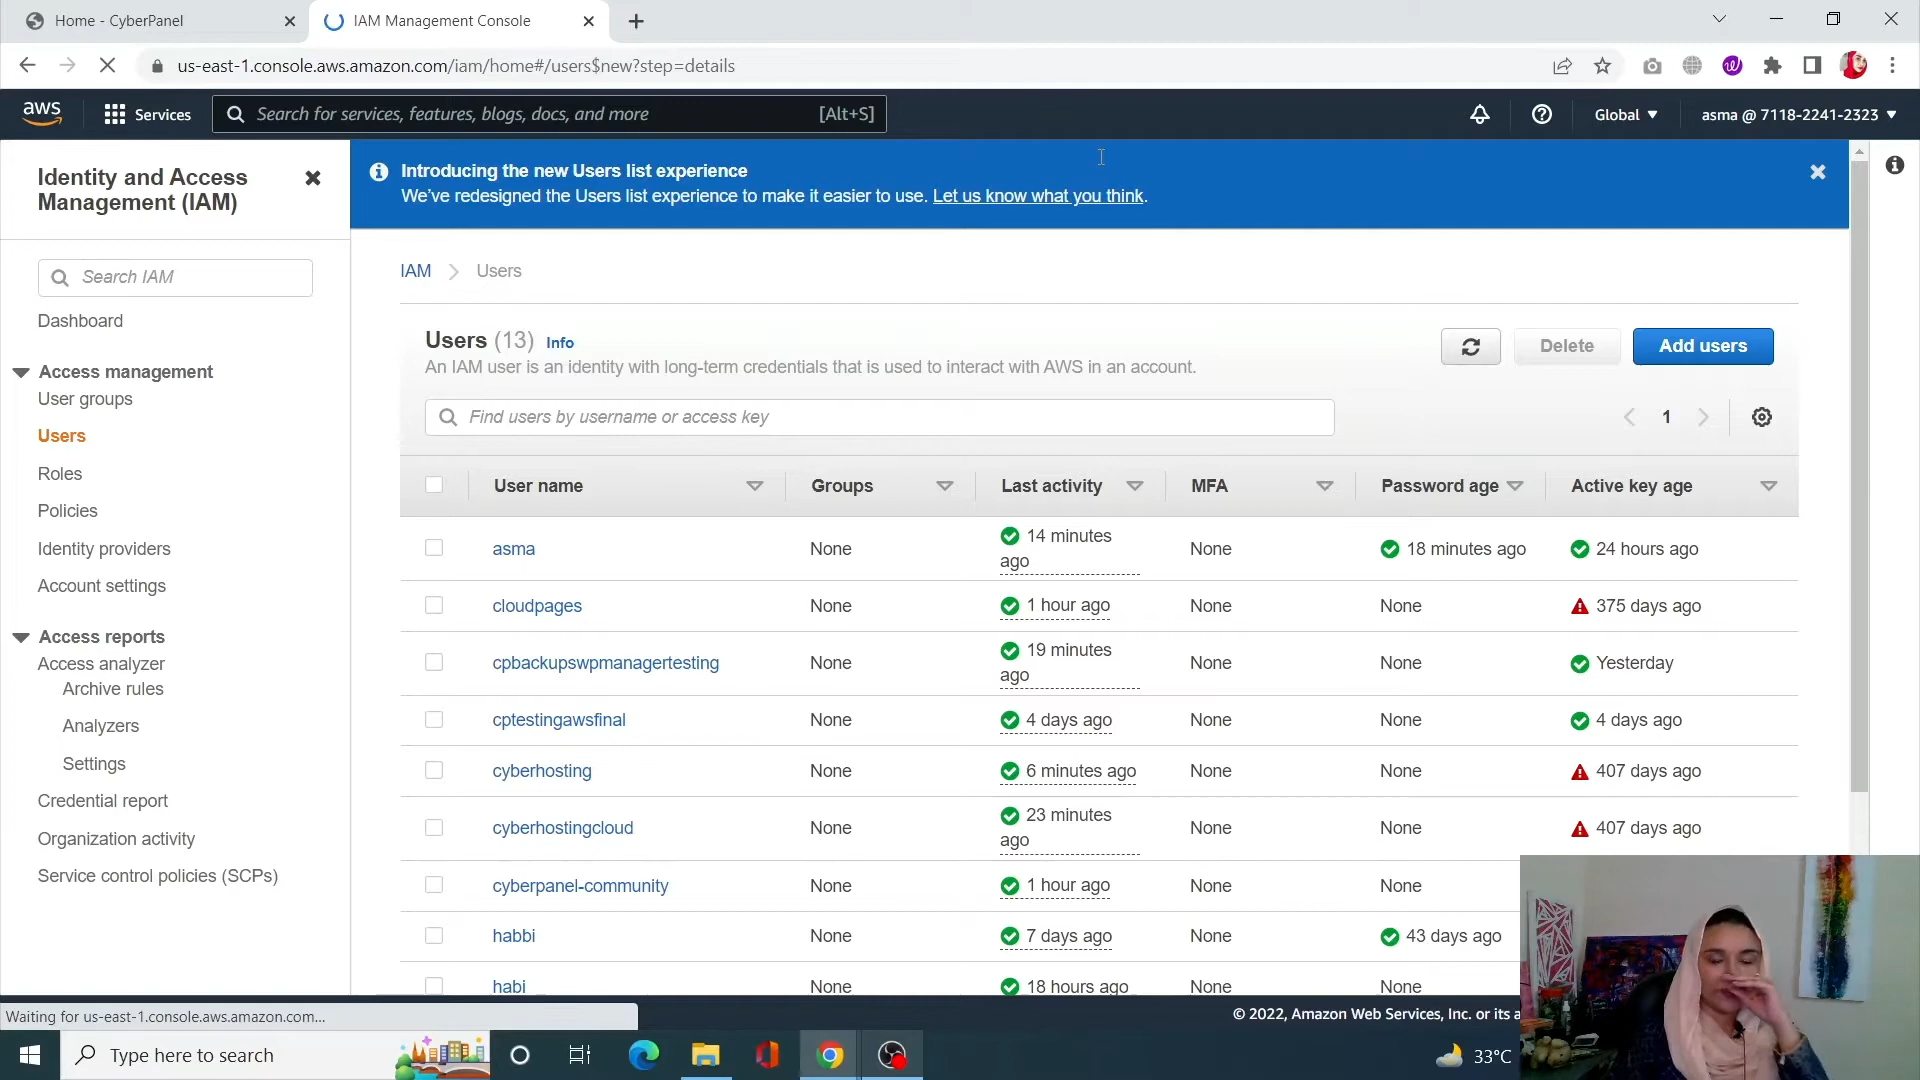 Home - CyberPanel
IAM Management Console
us-east-1.console.aws.amazon.com/iam/home#/users$new?step=details
aws
Services
Search for services, features, blogs, docs, and more
[Alt+S]
Global
asma @ 7118-2241-2323
Identity and Access
Management (IAM)
Search IAM
Dashboard
Access management
User groups
Users
Roles
Policies
Identity providers
Account settings
Access reports
Access analyzer
Archive rules
Analyzers
Settings
Credential report
Organization activity
Service control policies (SCPs)
Introducing the new Users list experience
We've redesigned the Users list experience to make it easier to use. Let us know what you think.
IAM > Users
Users (13) Info
An IAM user is an identity with long-term credentials that is used to interact with AWS in an account.
Delete
Add users
Find users by username or access key
1
User name Groups Last activity MFA Password age Active key age
asma None 14 minutes ago None 18 minutes ago 24 hours ago
cloudpages None 1 hour ago None None 375 days ago
cpbackupswpmanagertesting None 19 minutes ago None None Yesterday
cptestingawsfinal None 4 days ago None None 4 days ago
cyberhosting None 6 minutes ago None None 407 days ago
cyberhostingcloud None 23 minutes ago None None 407 days ago
cyberpanel-community None 1 hour ago None None
habbi None 7 days ago None 43 days ago
habi None 18 hours ago None None
Waiting for us-east-1.console.aws.amazon.com...
© 2022, Amazon Web Services, Inc. or its a
Type here to search
33°C